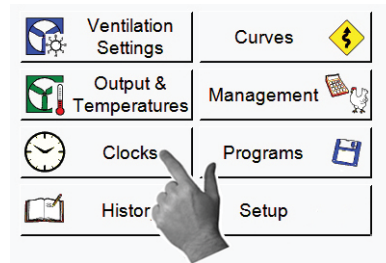 Ventilation
Settings
Curves
Output &
Temperatures
Management
Clocks
Programs
Histor
Setup